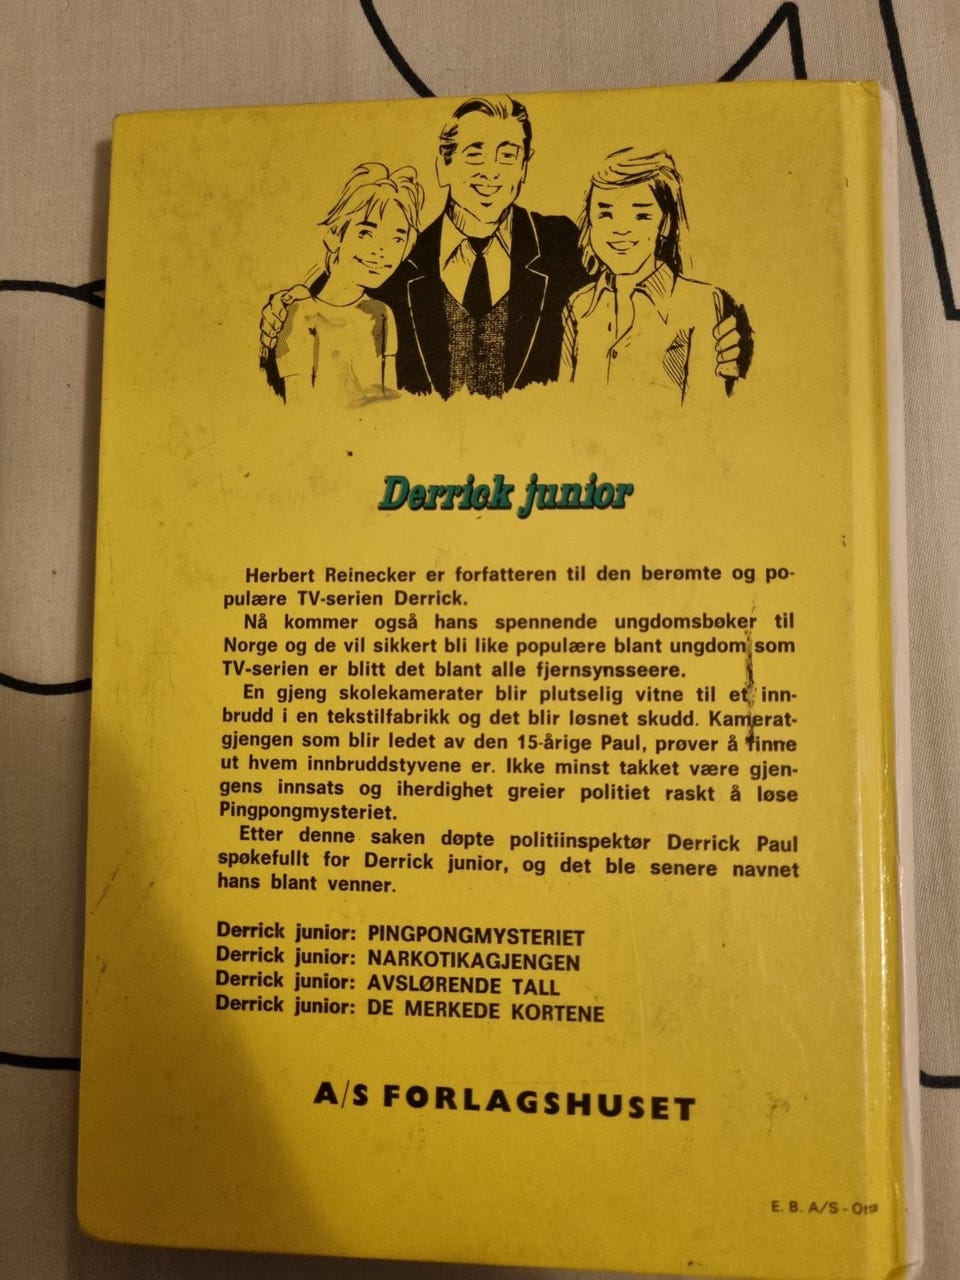 Derrick junior
Herbert Reinecker er forfatteren til den berømte og po-
pulære TV-serien Derrick.
Nå kommer også hans spennende ungdomsbøker til
Norge og de vil sikkert bli like populære blant ungdom som
TV-serien er blitt det blant alle fjernsynsseere.
En gjeng skolekamerater blir plutselig vitne til et inn-
brudd i en tekstilfabrikk og det blir løsnet skudd. Kamerat-
gjengen som blir ledet av den 15-årige Paul, prøver å finne
ut hvem innbruddstyvene er. Ikke minst takket være gjen-
gens innsats og iherdighet greier politiet raskt å løse
Pingpongmysteriet.
Etter denne saken døpte politiinspektør Derrick Paul
spøkefullt for Derrick junior, og det ble senere navnet
hans blant venner.
Derrick junior: PINGPONGMYSTERIET
Derrick junior: NARKOTIKAGJENGEN
Derrick junior: AVSLØRENDE TALL
Derrick junior: DE MERKEDE KORTENE
A/S FORLAGSHUSET
E. B. A/S - Otta